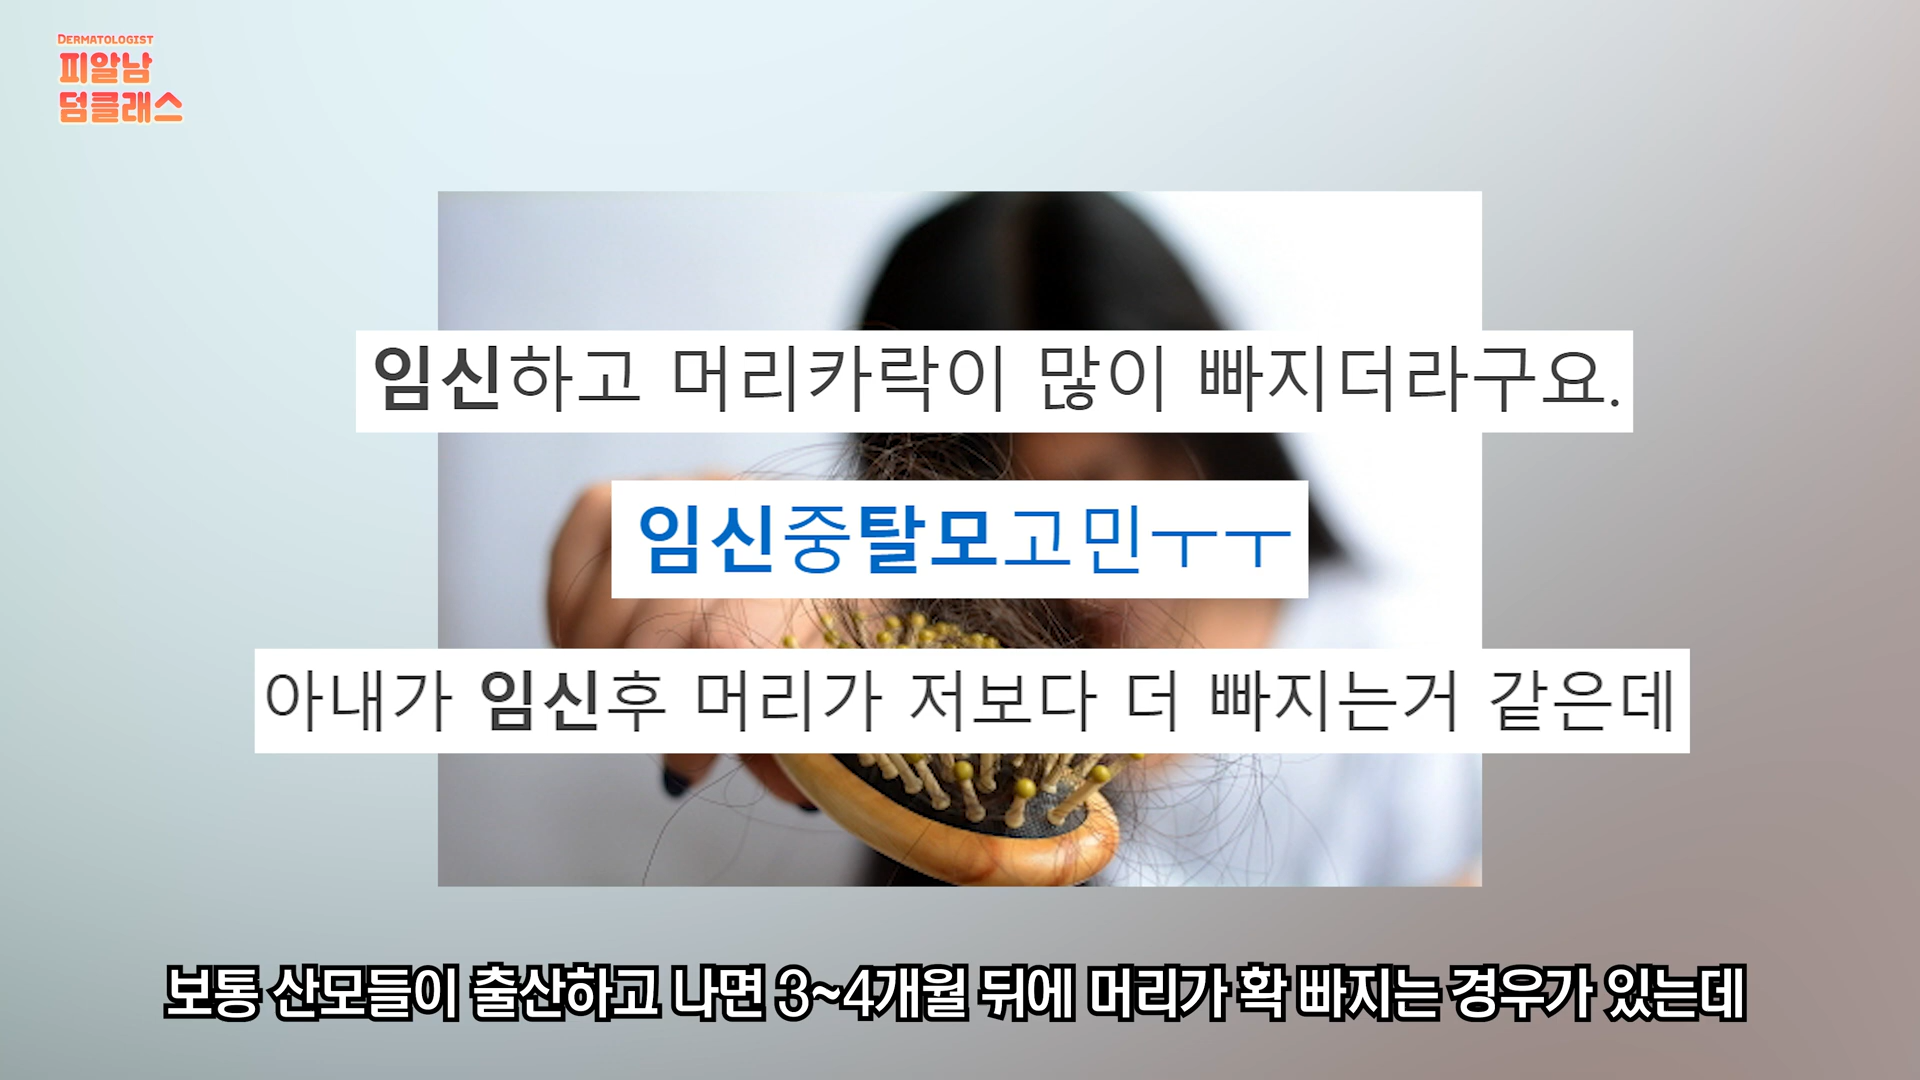 DERMATOLOGIST
피알남
덤클래스
임신하고 머리카락이 많이 빠지더라구요.
임신중탈모고민ㅜㅜ
아내가 임신후 머리가 저보다 더 빠지는거 같은데
보통 산모들이 출산하고 나면 3~4개월 뒤에 머리가 확 빠지는 경우가 있는데